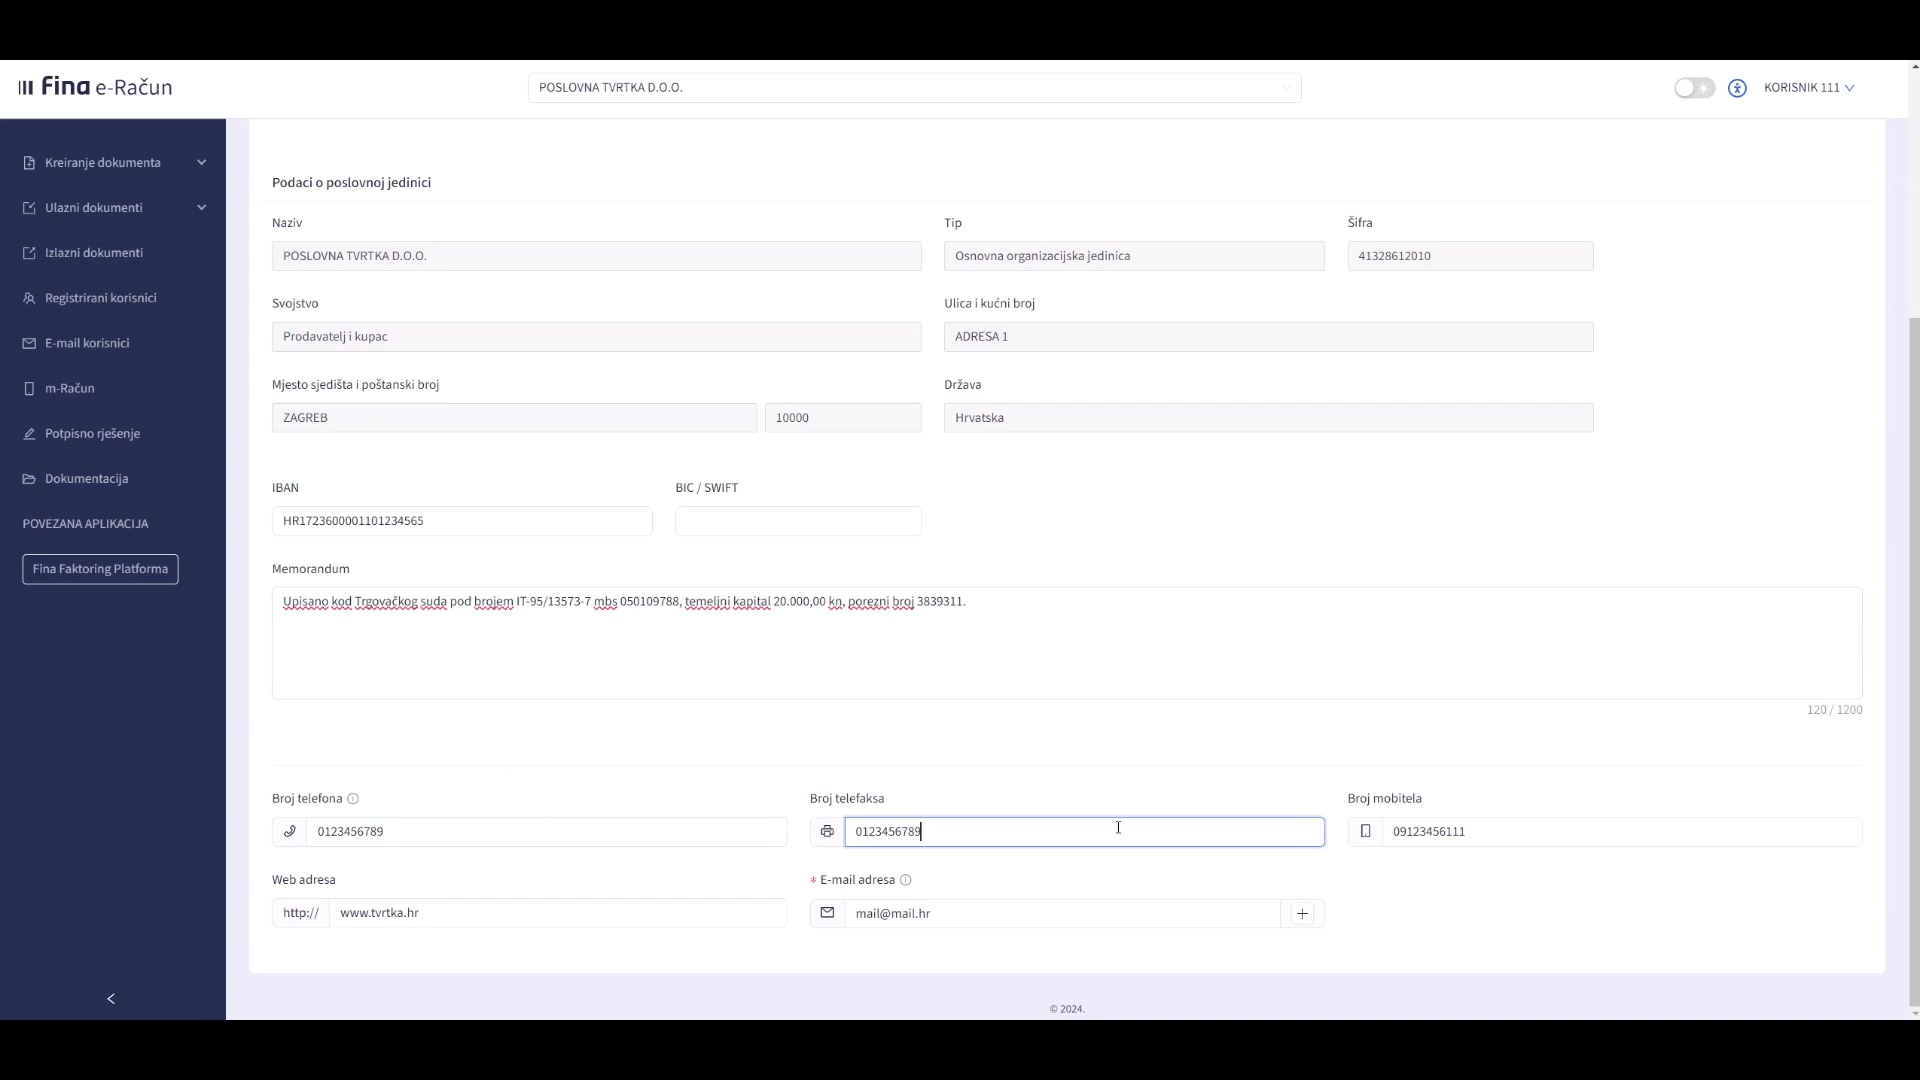 fina e-Račun
POSLOVNA TVRTKA D.O.O.
KORISNIK 111
Kreiranje dokumenta
Ulazni dokumenti
Izlazni dokumenti
Registrirani korisnici
E-mail korisnici
m-Račun
Potpisno rješenje
Dokumentacija
POVEZANA APLIKACIJA
Fina Faktoring Platforma
Podaci o poslovnoj jedinici
Naziv
Tip
Šifra
POSLOVNA TVRTKA D.O.O.
Osnovna organizacijska jedinica
41328612010
Svojstvo
Ulica i kućni broj
Prodavatelj i kupac
ADRESA 1
Mjesto sjedišta i poštanski broj
Država
ZAGREB
10000
Hrvatska
IBAN
BIC / SWIFT
HR1723600001101234565
Memorandum
Upisano kod Trgovačkog suda pod brojem IT-95/13573-7 mbs 050109788, temeljni kapital 20.000,00 kn, porezni broj 3839311.
120 / 1200
Broj telefona
Broj telefaksa
Broj mobitela
0123456789
0123456789
09123456111
Web adresa
* E-mail adresa
http://
www.tvrtka.hr
mail@mail.hr
© 2024.